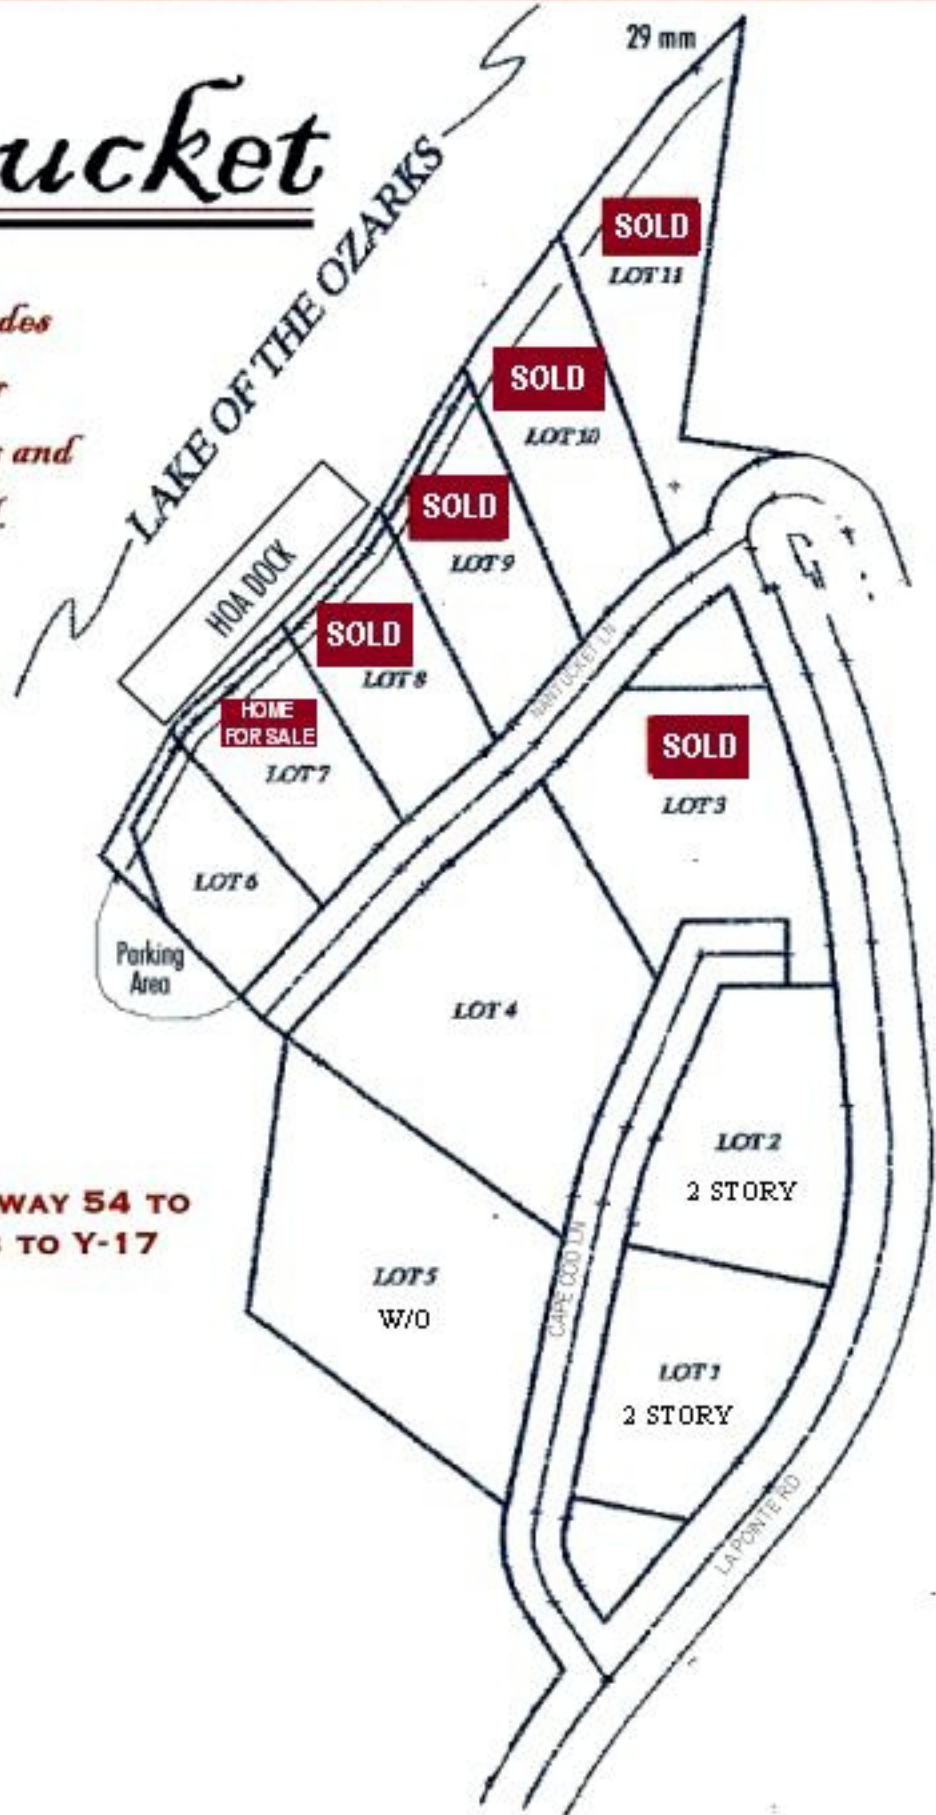 29 mm
ucket
LAKE OF THE OZARKS
des
and
SOLD
LOT 11
SOLD
LOT 10
SOLD
LOT 9
HOA DOCK
SOLD
LOT 8
NANTUCKET LN
HOME
FOR SALE
LOT 7
SOLD
LOT 3
LOT 6
Parking
Area
LOT 4
LOT 2
2 STORY
WAY 54 TO
TO Y-17
LOT 5
W/O
CAPE COD LN
LOT 1
2 STORY
LA POINTE RD